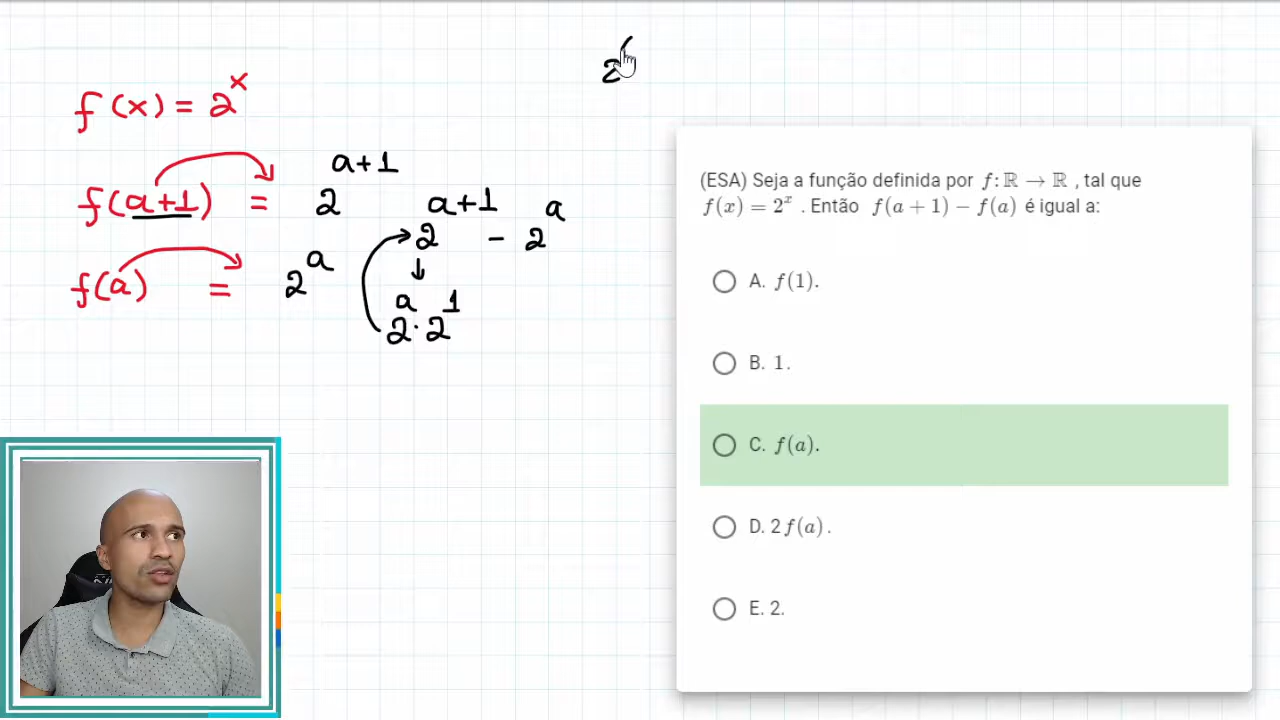 f(x) = 2^x
f(a+1) = 2^{a+1}
f(a) = 2^a
2^{a+1} - 2^a
2^a · 2^1
2
(ESA) Seja a função definida por f: ℝ → ℝ , tal que
f(x) = 2^x . Então f(a + 1) − f(a) é igual a:
A. f(1).
B. 1.
C. f(a).
D. 2f(a).
E. 2.